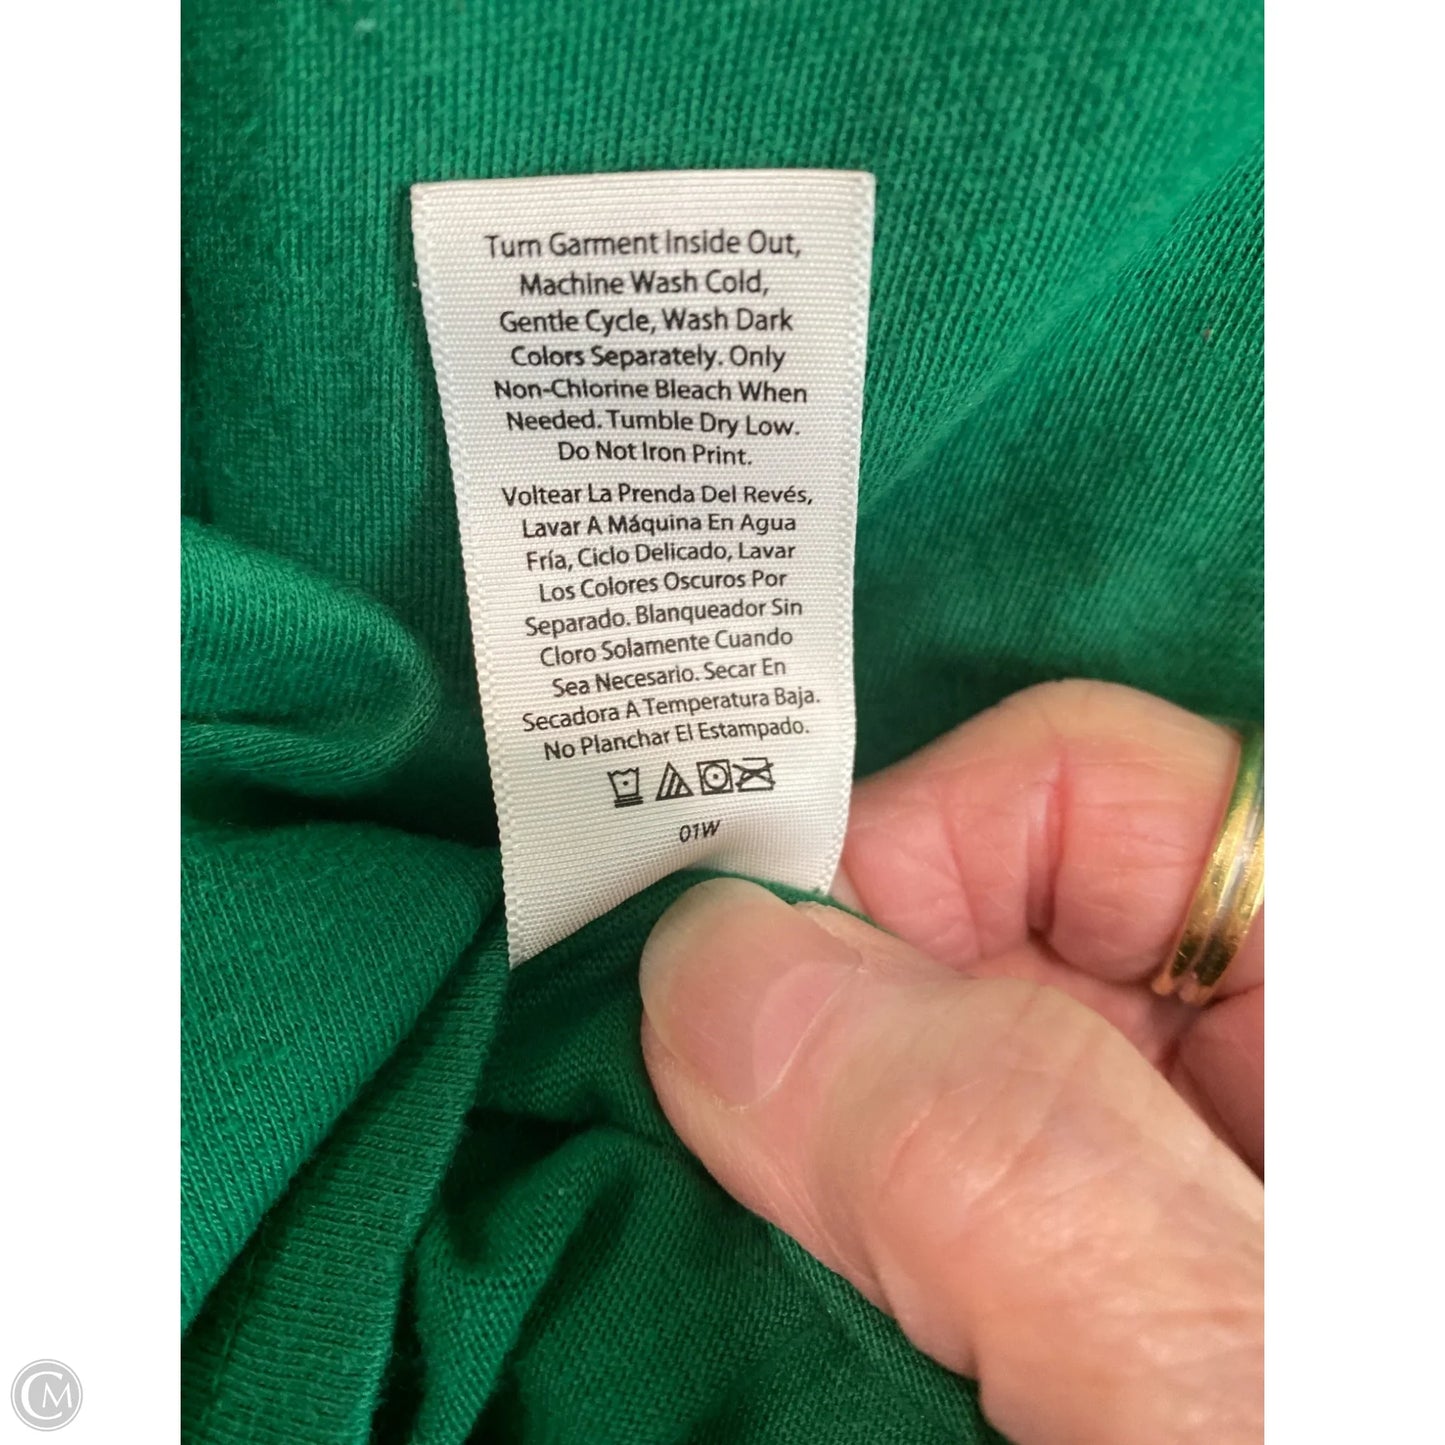 Turn Garment Inside Out,
Machine Wash Cold,
Gentle Cycle, Wash Dark
Colors Separately. Only
Non-Chlorine Bleach When
Needed. Tumble Dry Low.
Do Not Iron Print.
Voltear La Prenda Del Revés,
Lavar A Máquina En Agua
Fría, Ciclo Delicado, Lavar
Los Colores Oscuros Por
Separado. Blanqueador Sin
Cloro Solamente Cuando
Sea Necesario. Secar En
Secadora A Temperatura Baja.
No Planchar El Estampado.
01W
CM